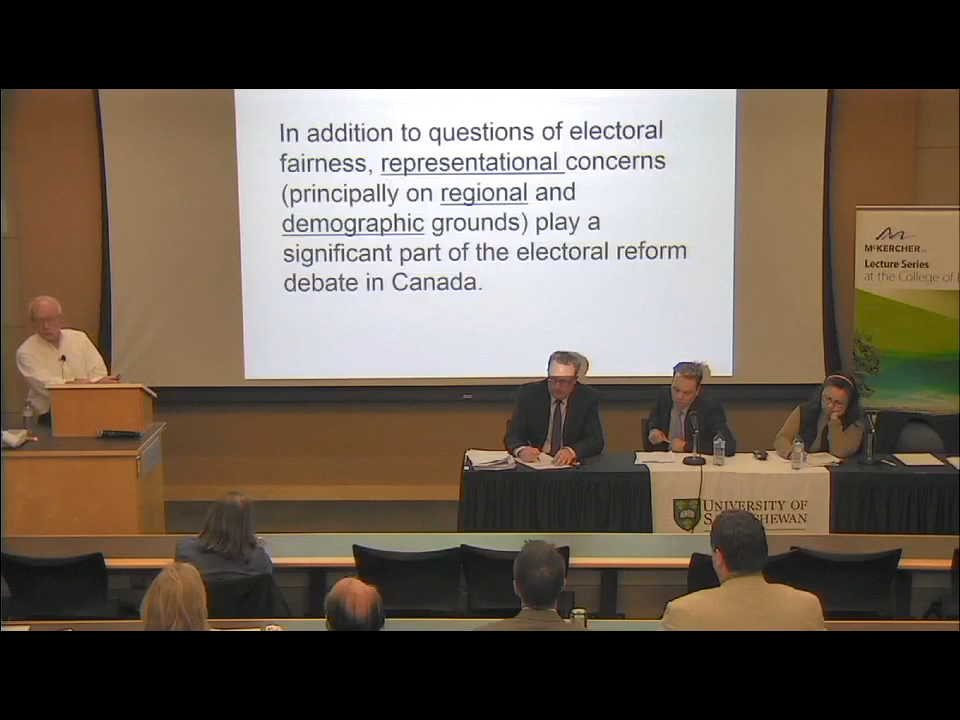 In addition to questions of electoral
fairness, representational concerns
(principally on regional and
demographic grounds) play a
significant part of the electoral reform
debate in Canada.
McKERCHER
Lecture Series
at the College of
UNIVERSITY OF